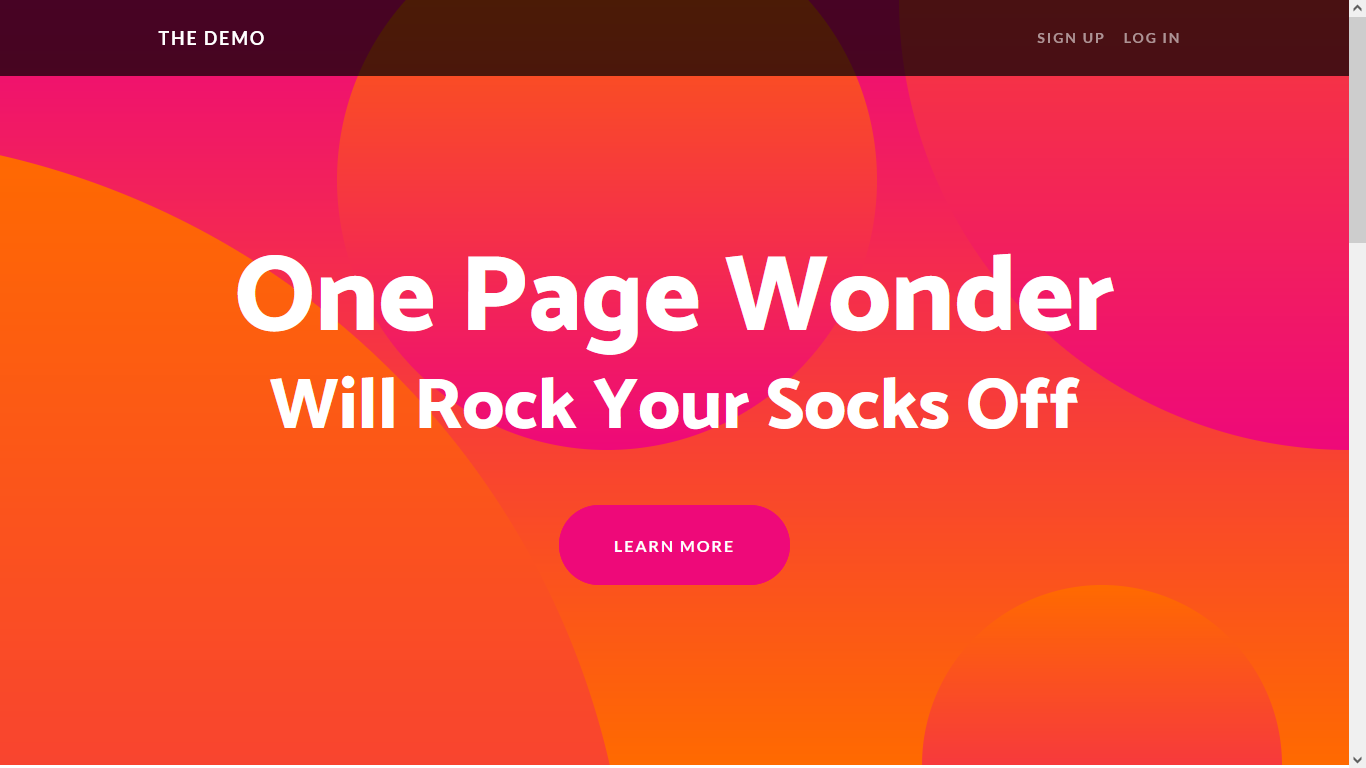 THE DEMO
SIGN UP LOG IN
One Page Wonder
Will Rock Your Socks Off
LEARN MORE